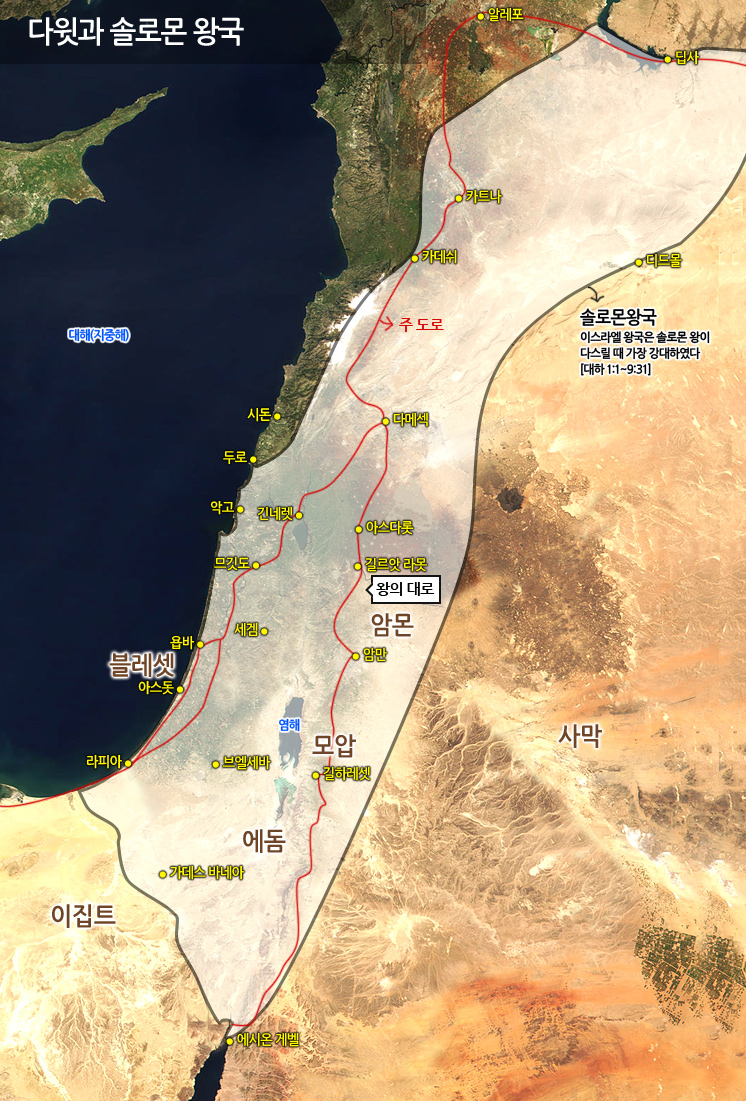 다윗과 솔로몬 왕국
알레포
딥사
카트나
카데쉬
디드몰
솔로몬왕국
이스라엘 왕국은 솔로몬 왕이
다스릴 때 가장 강대하였다
[대하 1:1~9:31]
주 도로
대해(지중해)
시돈
다메섹
두로
악고
긴네렛
아스다롯
므깃도
길르앗 라못
왕의 대로
암몬
세겜
욥바
암만
블레셋
아스돗
염해
모압
사막
라피아
브엘세바
길하레셋
에돔
가데스 바네아
이집트
에시온 게벨